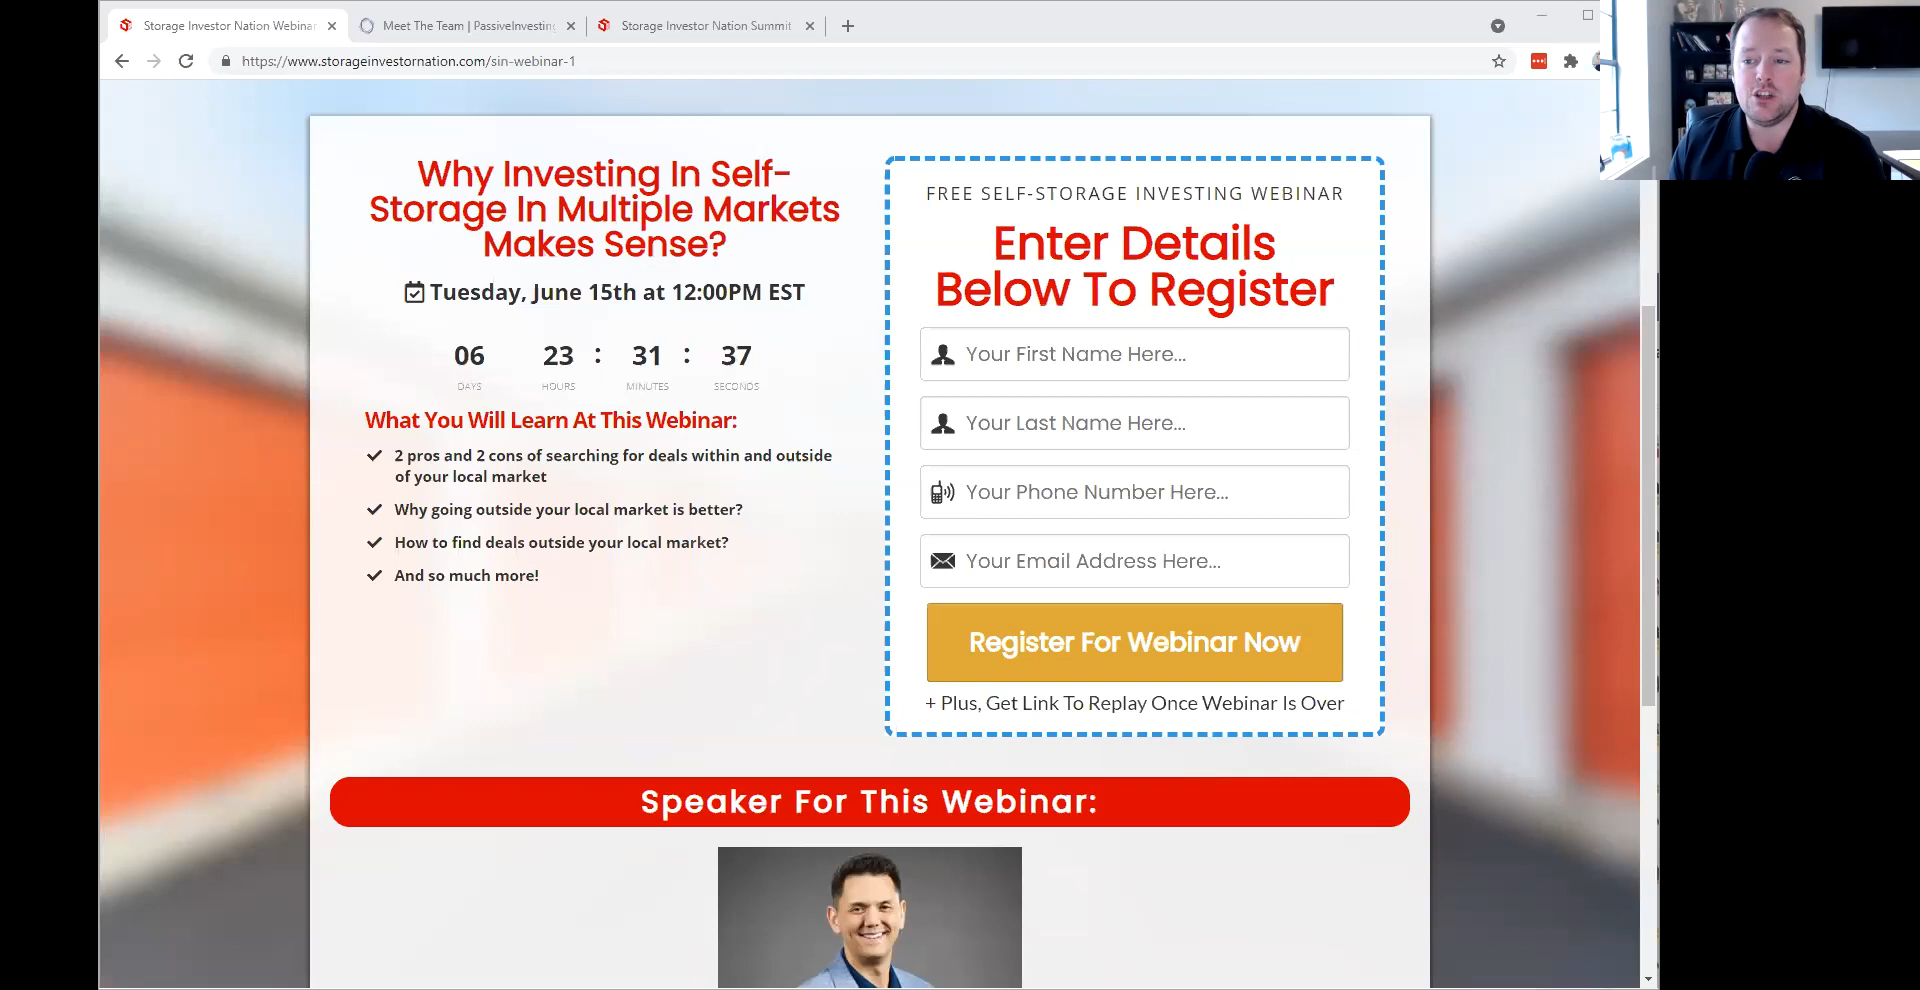 Storage Investor Nation Webinar
Meet The Team | PassiveInvesting
Storage Investor Nation Summit
https://www.storageinvestornation.com/sin-webinar-1
Why Investing In Self-
Storage In Multiple Markets
Makes Sense?
Tuesday, June 15th at 12:00PM EST
06 23 : 31 : 37
DAYS HOURS MINUTES SECONDS
What You Will Learn At This Webinar:
2 pros and 2 cons of searching for deals within and outside
of your local market
Why going outside your local market is better?
How to find deals outside your local market?
And so much more!
FREE SELF-STORAGE INVESTING WEBINAR
Enter Details
Below To Register
Your First Name Here...
Your Last Name Here...
Your Phone Number Here...
Your Email Address Here...
Register For Webinar Now
+ Plus, Get Link To Replay Once Webinar Is Over
Speaker For This Webinar: